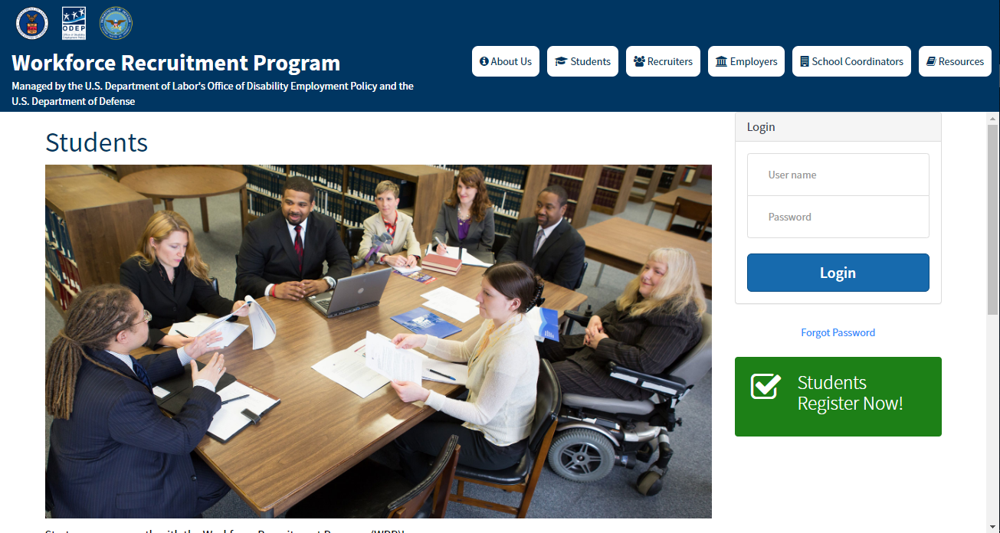 ODEP
Workforce Recruitment Program
Managed by the U.S. Department of Labor's Office of Disability Employment Policy and the
U.S. Department of Defense
About Us
Students
Recruiters
Employers
School Coordinators
Resources
Students
Login
User name
Password
Login
Forgot Password
Students
Register Now!